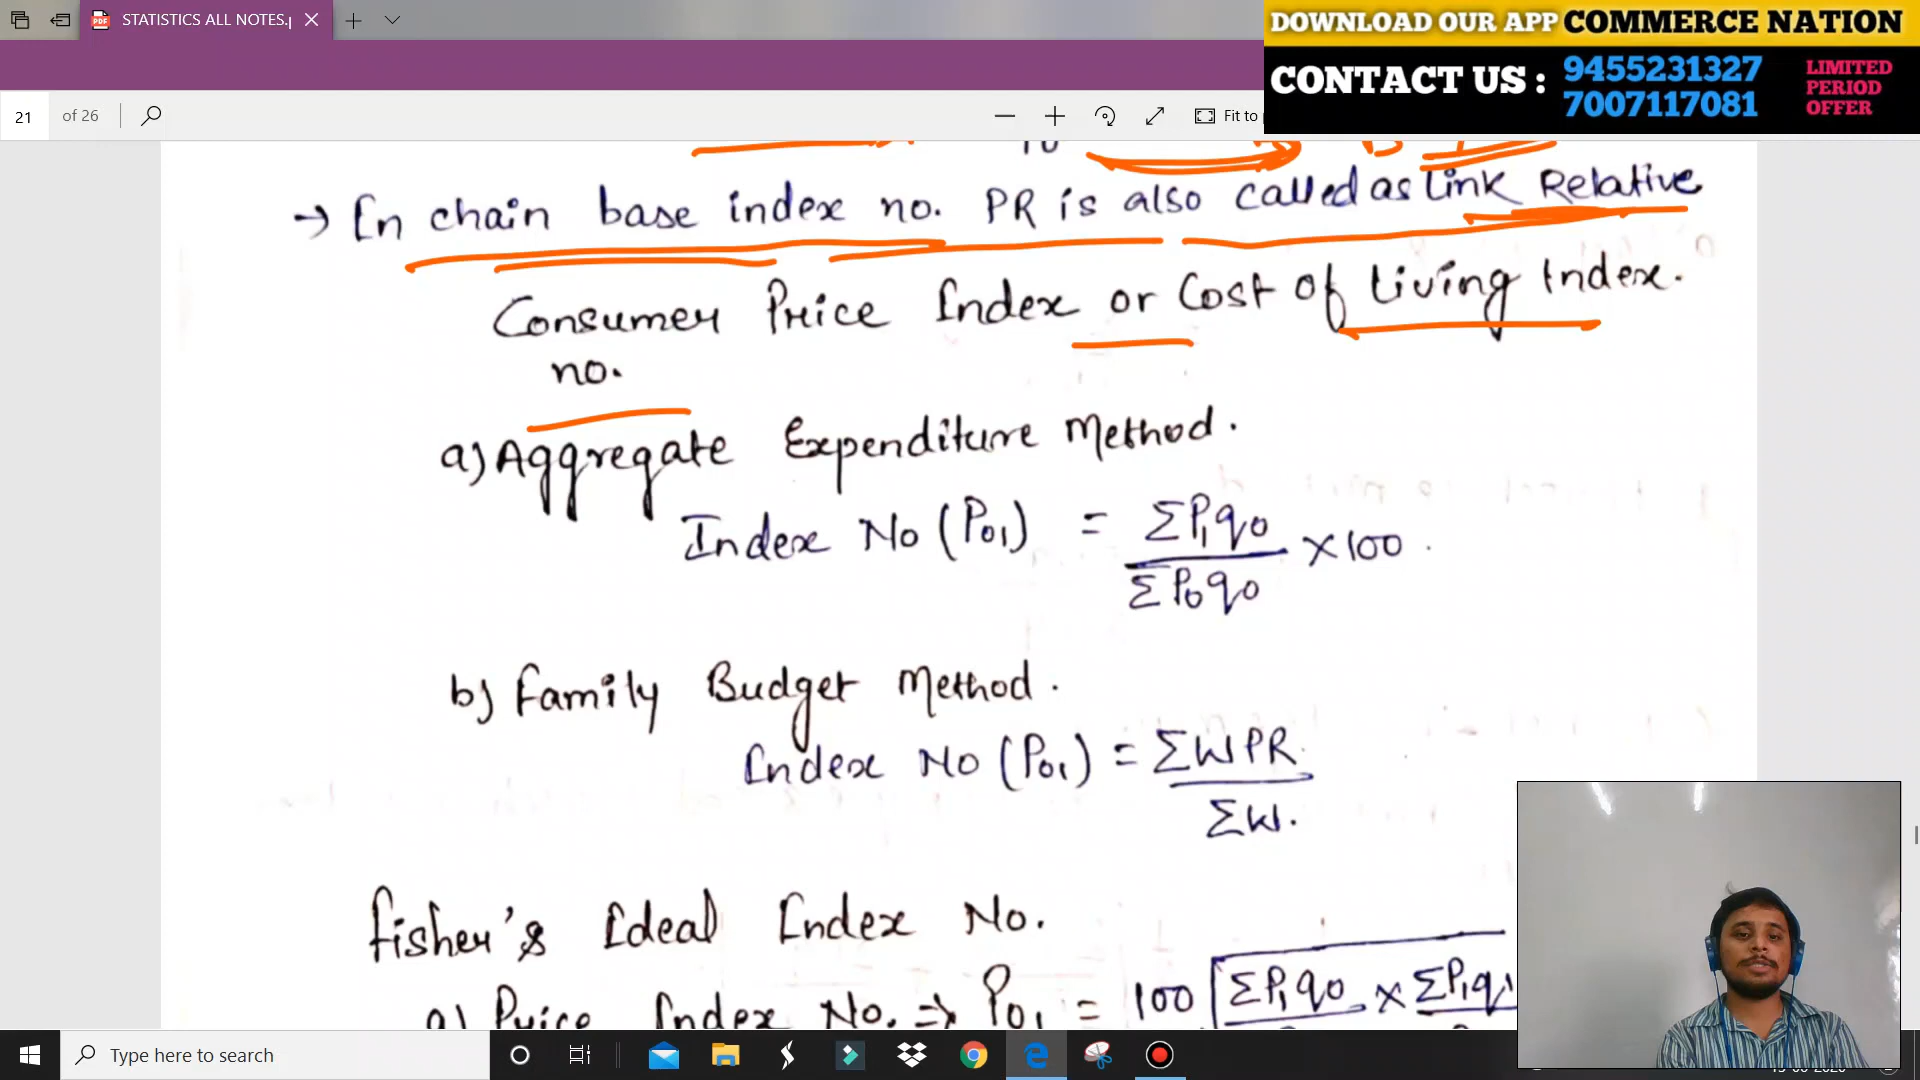 STATISTICS ALL NOTES.p
DOWNLOAD OUR APP COMMERCE NATION
CONTACT US : 9455231327
7007117081
LIMITED
PERIOD
OFFER
21 of 26
Fit to
→ In chain base index no. PR is also called as Link Relative
Consumer Price Index or Cost of Living Index.
no.
a) Aggregate Expenditure Method.
Index No (P01) = ΣP1q0 / ΣP0q0 × 100
b) Family Budget Method.
Index No (P01) = ΣWPR / ΣW.
Fisher's Ideal Index No.
a) Price Index No. ⇒ P01 = 100 √ΣP1q0 × ΣP1q1
Type here to search